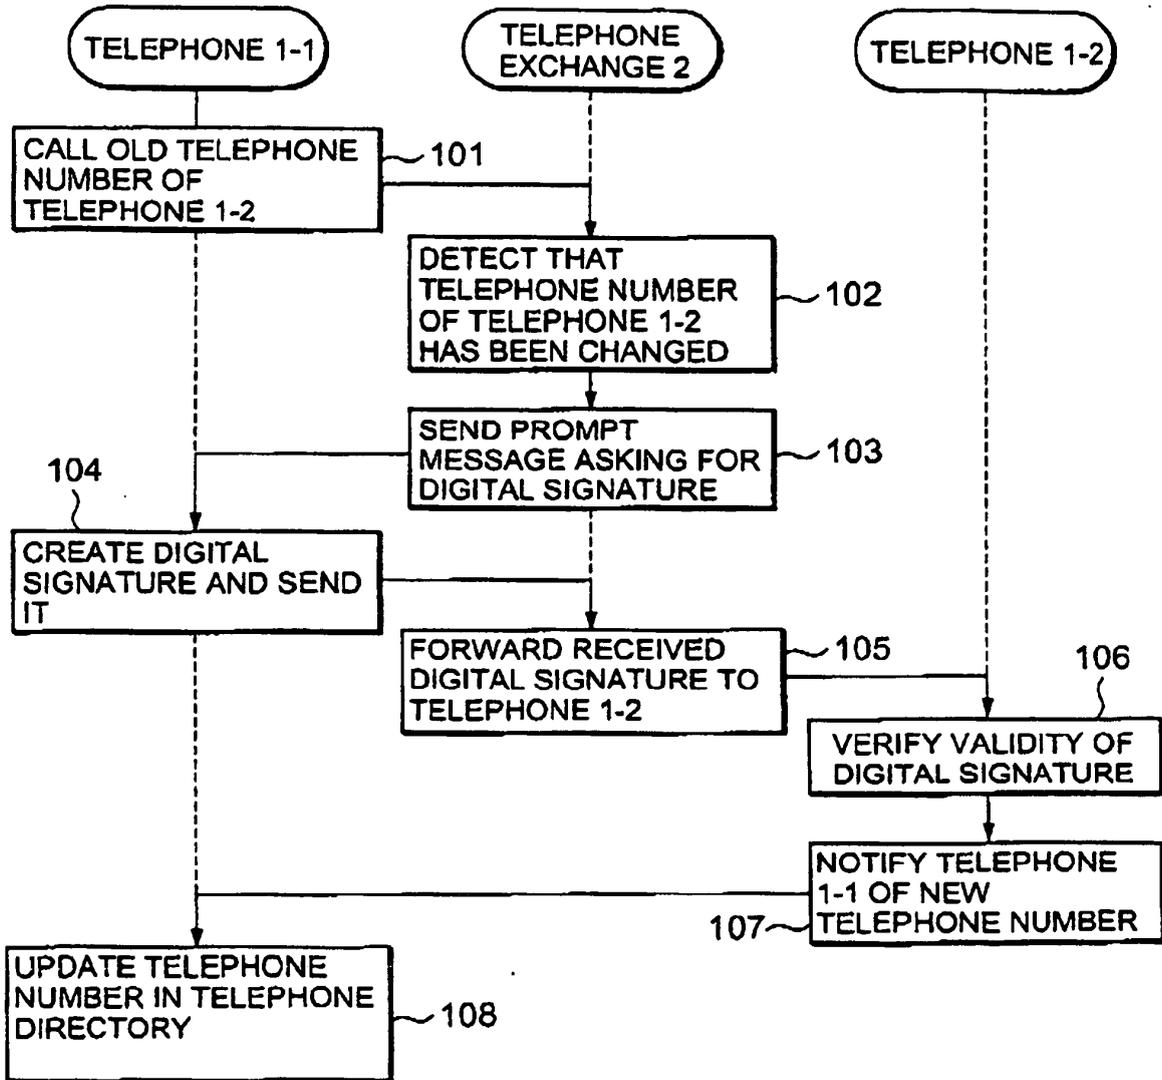 TELEPHONE 1-1
TELEPHONE
EXCHANGE 2
TELEPHONE 1-2
CALL OLD TELEPHONE
NUMBER OF
TELEPHONE 1-2
101
DETECT THAT
TELEPHONE NUMBER
OF TELEPHONE 1-2
HAS BEEN CHANGED
102
SEND PROMPT
MESSAGE ASKING FOR
DIGITAL SIGNATURE
103
104
CREATE DIGITAL
SIGNATURE AND SEND
IT
FORWARD RECEIVED
DIGITAL SIGNATURE TO
TELEPHONE 1-2
105
106
VERIFY VALIDITY OF
DIGITAL SIGNATURE
NOTIFY TELEPHONE
1-1 OF NEW
TELEPHONE NUMBER
107
UPDATE TELEPHONE
NUMBER IN TELEPHONE
DIRECTORY
108